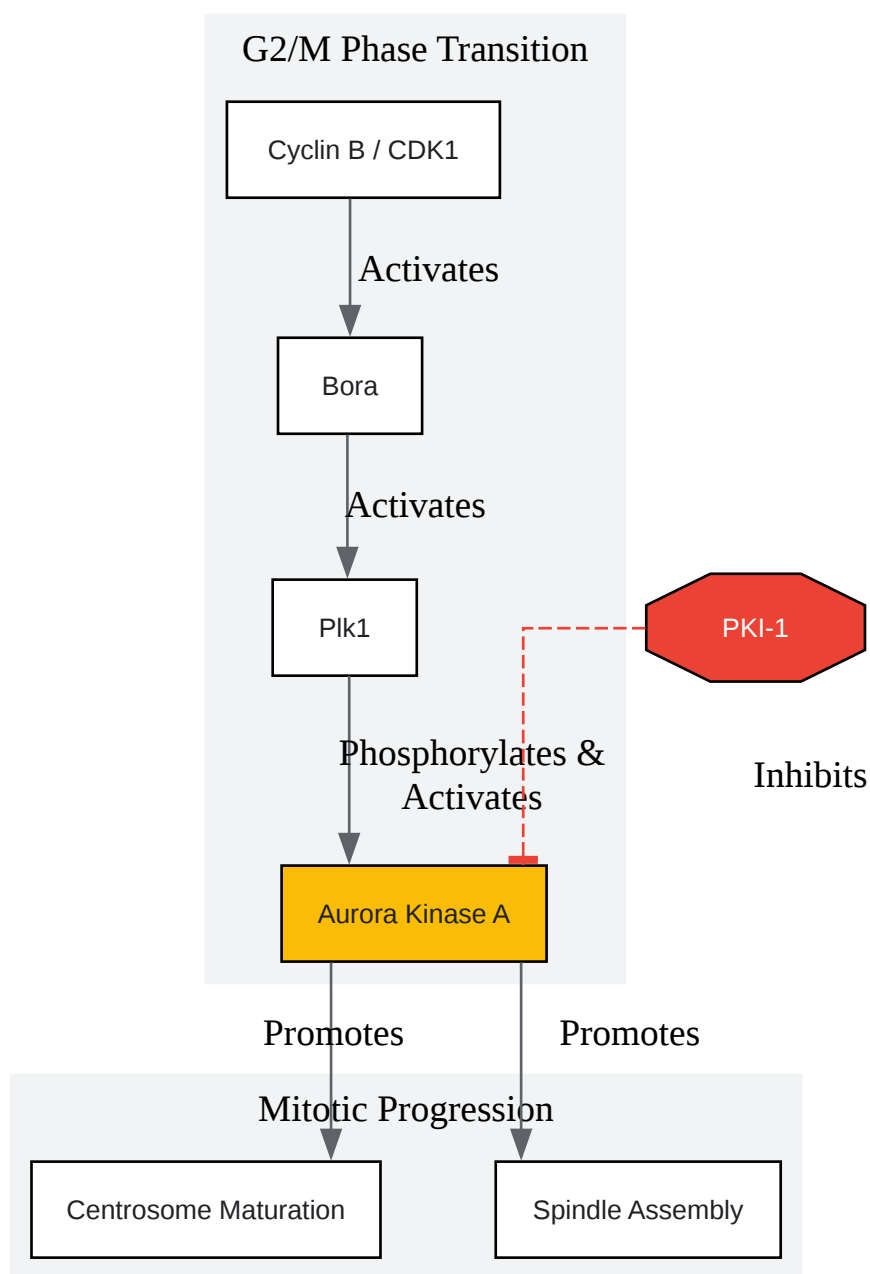 G2/M Phase Transition
Cyclin B / CDK1
Activates
Bora
Activates
Plk1
PKI-1
Phosphorylates &
Activates
Inhibits
Aurora Kinase A
Promotes
Promotes
Mitotic Progression
Centrosome Maturation
Spindle Assembly